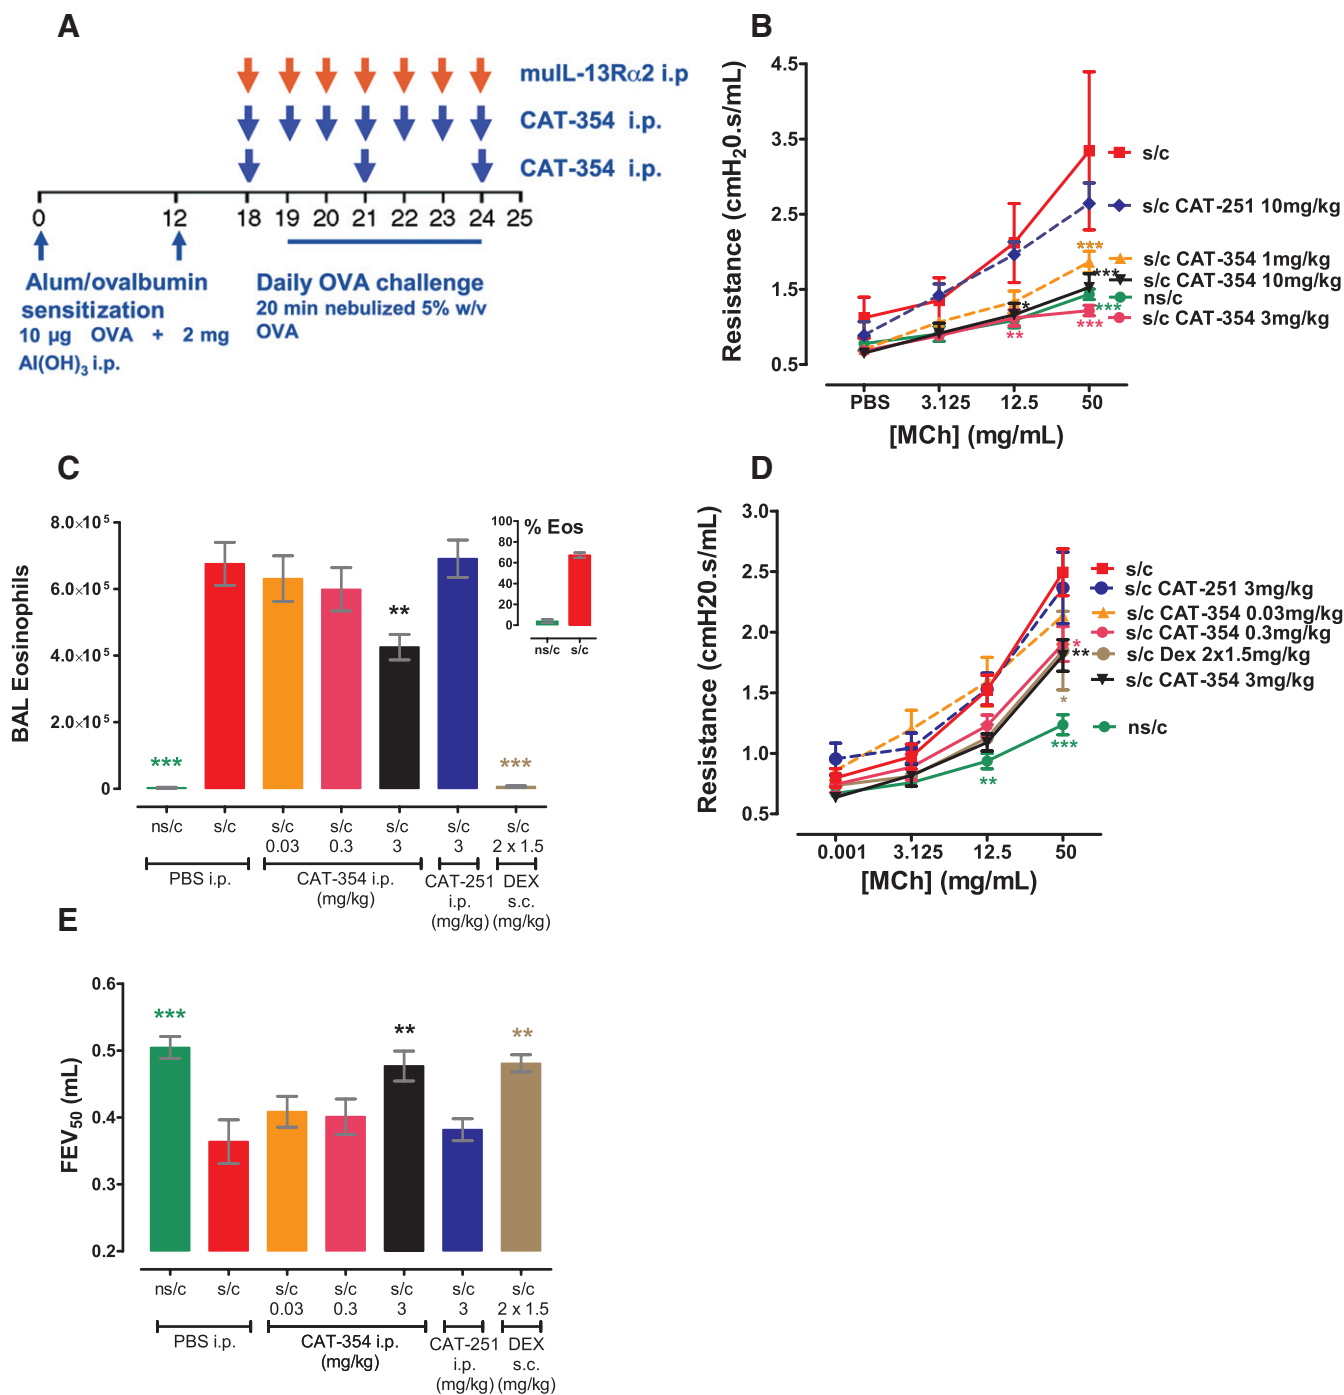 A
muIL-13Rα2 i.p
CAT-354 i.p.
CAT-354 i.p.
0 12 18 19 20 21 22 23 24 25
Alum/ovalbumin
sensitization
10 µg OVA + 2 mg
Al(OH)3 i.p.
Daily OVA challenge
20 min nebulized 5% w/v
OVA
B
Resistance (cmH20.s/mL)
4.5
3.5
2.5
1.5
0.5
PBS 3.125 12.5 50
[MCh] (mg/mL)
s/c
s/c CAT-251 10mg/kg
s/c CAT-354 1mg/kg
s/c CAT-354 10mg/kg
ns/c
s/c CAT-354 3mg/kg
***
***
***
***
*
**
C
BAL Eosinophils
8.0×10 5
6.0×10 5
4.0×10 5
2.0×10 5
0
***
**
***
% Eos
100
80
60
40
20
0
ns/c s/c
ns/c s/c s/c s/c s/c s/c s/c
0.03 0.3 3 3 2 x 1.5
PBS i.p. CAT-354 i.p. CAT-251 DEX
(mg/kg) i.p. s.c.
(mg/kg) (mg/kg)
D
Resistance (cmH20.s/mL)
3.0
2.5
2.0
1.5
1.0
0.5
0.001 3.125 12.5 50
[MCh] (mg/mL)
s/c
s/c CAT-251 3mg/kg
s/c CAT-354 0.03mg/kg
s/c CAT-354 0.3mg/kg
s/c Dex 2x1.5mg/kg
s/c CAT-354 3mg/kg
ns/c
*
**
*
***
**
E
FEV50 (mL)
0.6
0.5
0.4
0.3
0.2
***
**
**
ns/c s/c s/c s/c s/c s/c s/c
0.03 0.3 3 3 2 x 1.5
PBS i.p. CAT-354 i.p. CAT-251 DEX
(mg/kg) i.p. s.c.
(mg/kg) (mg/kg)